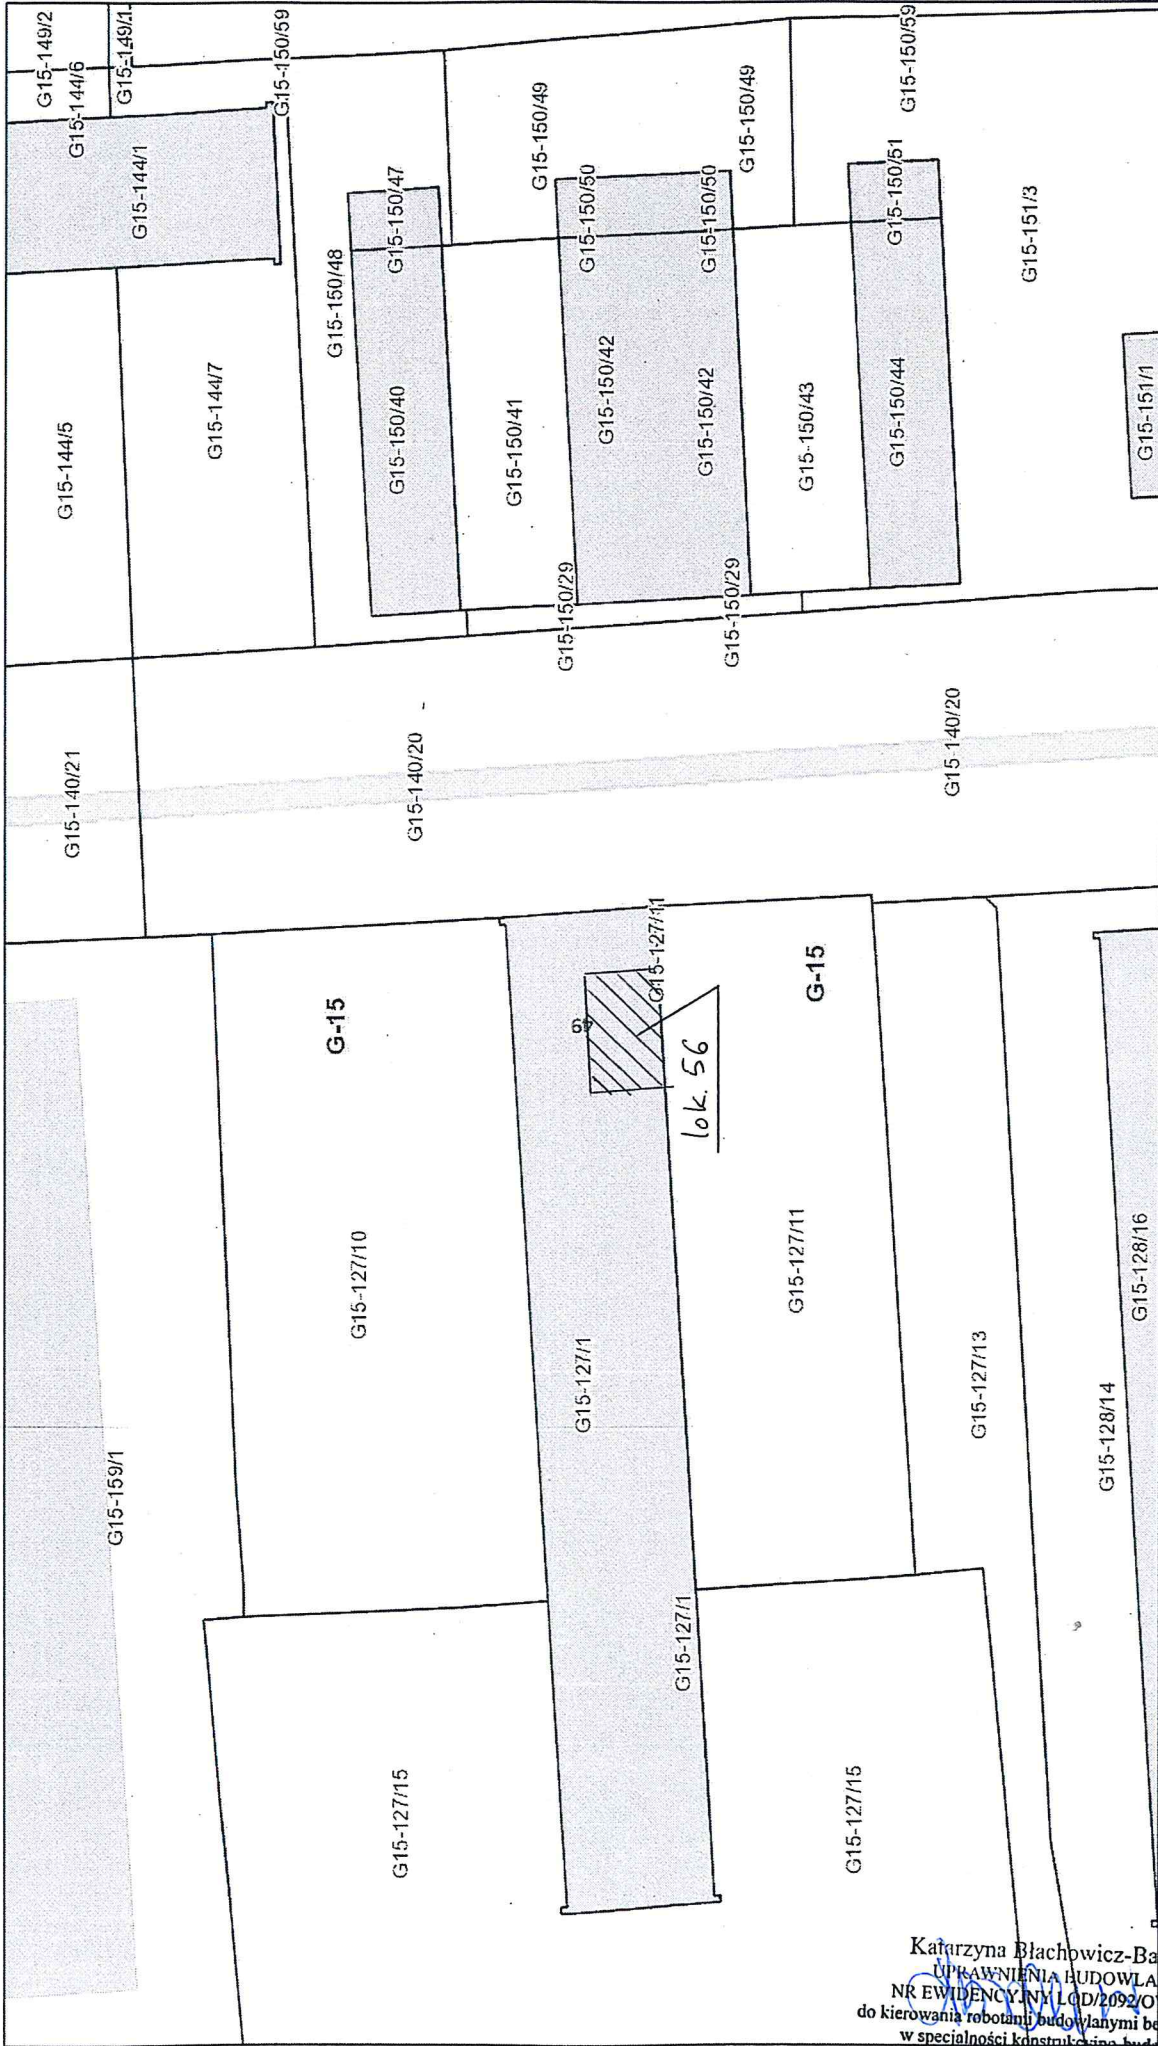 G15-149/2
G15-144/6
G15-149/1
G15-150/59
G15-144/1
G15-144/5
G15-144/7
G15-150/48
G15-150/47
G15-150/40
G15-150/41
G15-150/49
G15-150/50
G15-150/42
G15-150/29
G15-150/49
G15-150/50
G15-150/42
G15-150/29
G15-150/43
G15-150/59
G15-150/51
G15-150/44
G15-151/3
G15-151/1
G15-140/21
G15-140/20
G15-140/20
G15-159/1
G-15
G15-127/10
G15-127/11
lok. 56
G-15
G15-127/1
G15-127/11
G15-127/1
G15-127/13
G15-128/16
G15-128/14
G15-127/15
G15-127/15
Katarzyna Błachowicz-Ba
UPRAWNIENIA BUDOWLA
NR EWIDENCYJNY ŁOD/2092/O
do kierowania robotami budowlanymi be
w specjalności konstrukcyjno-bud